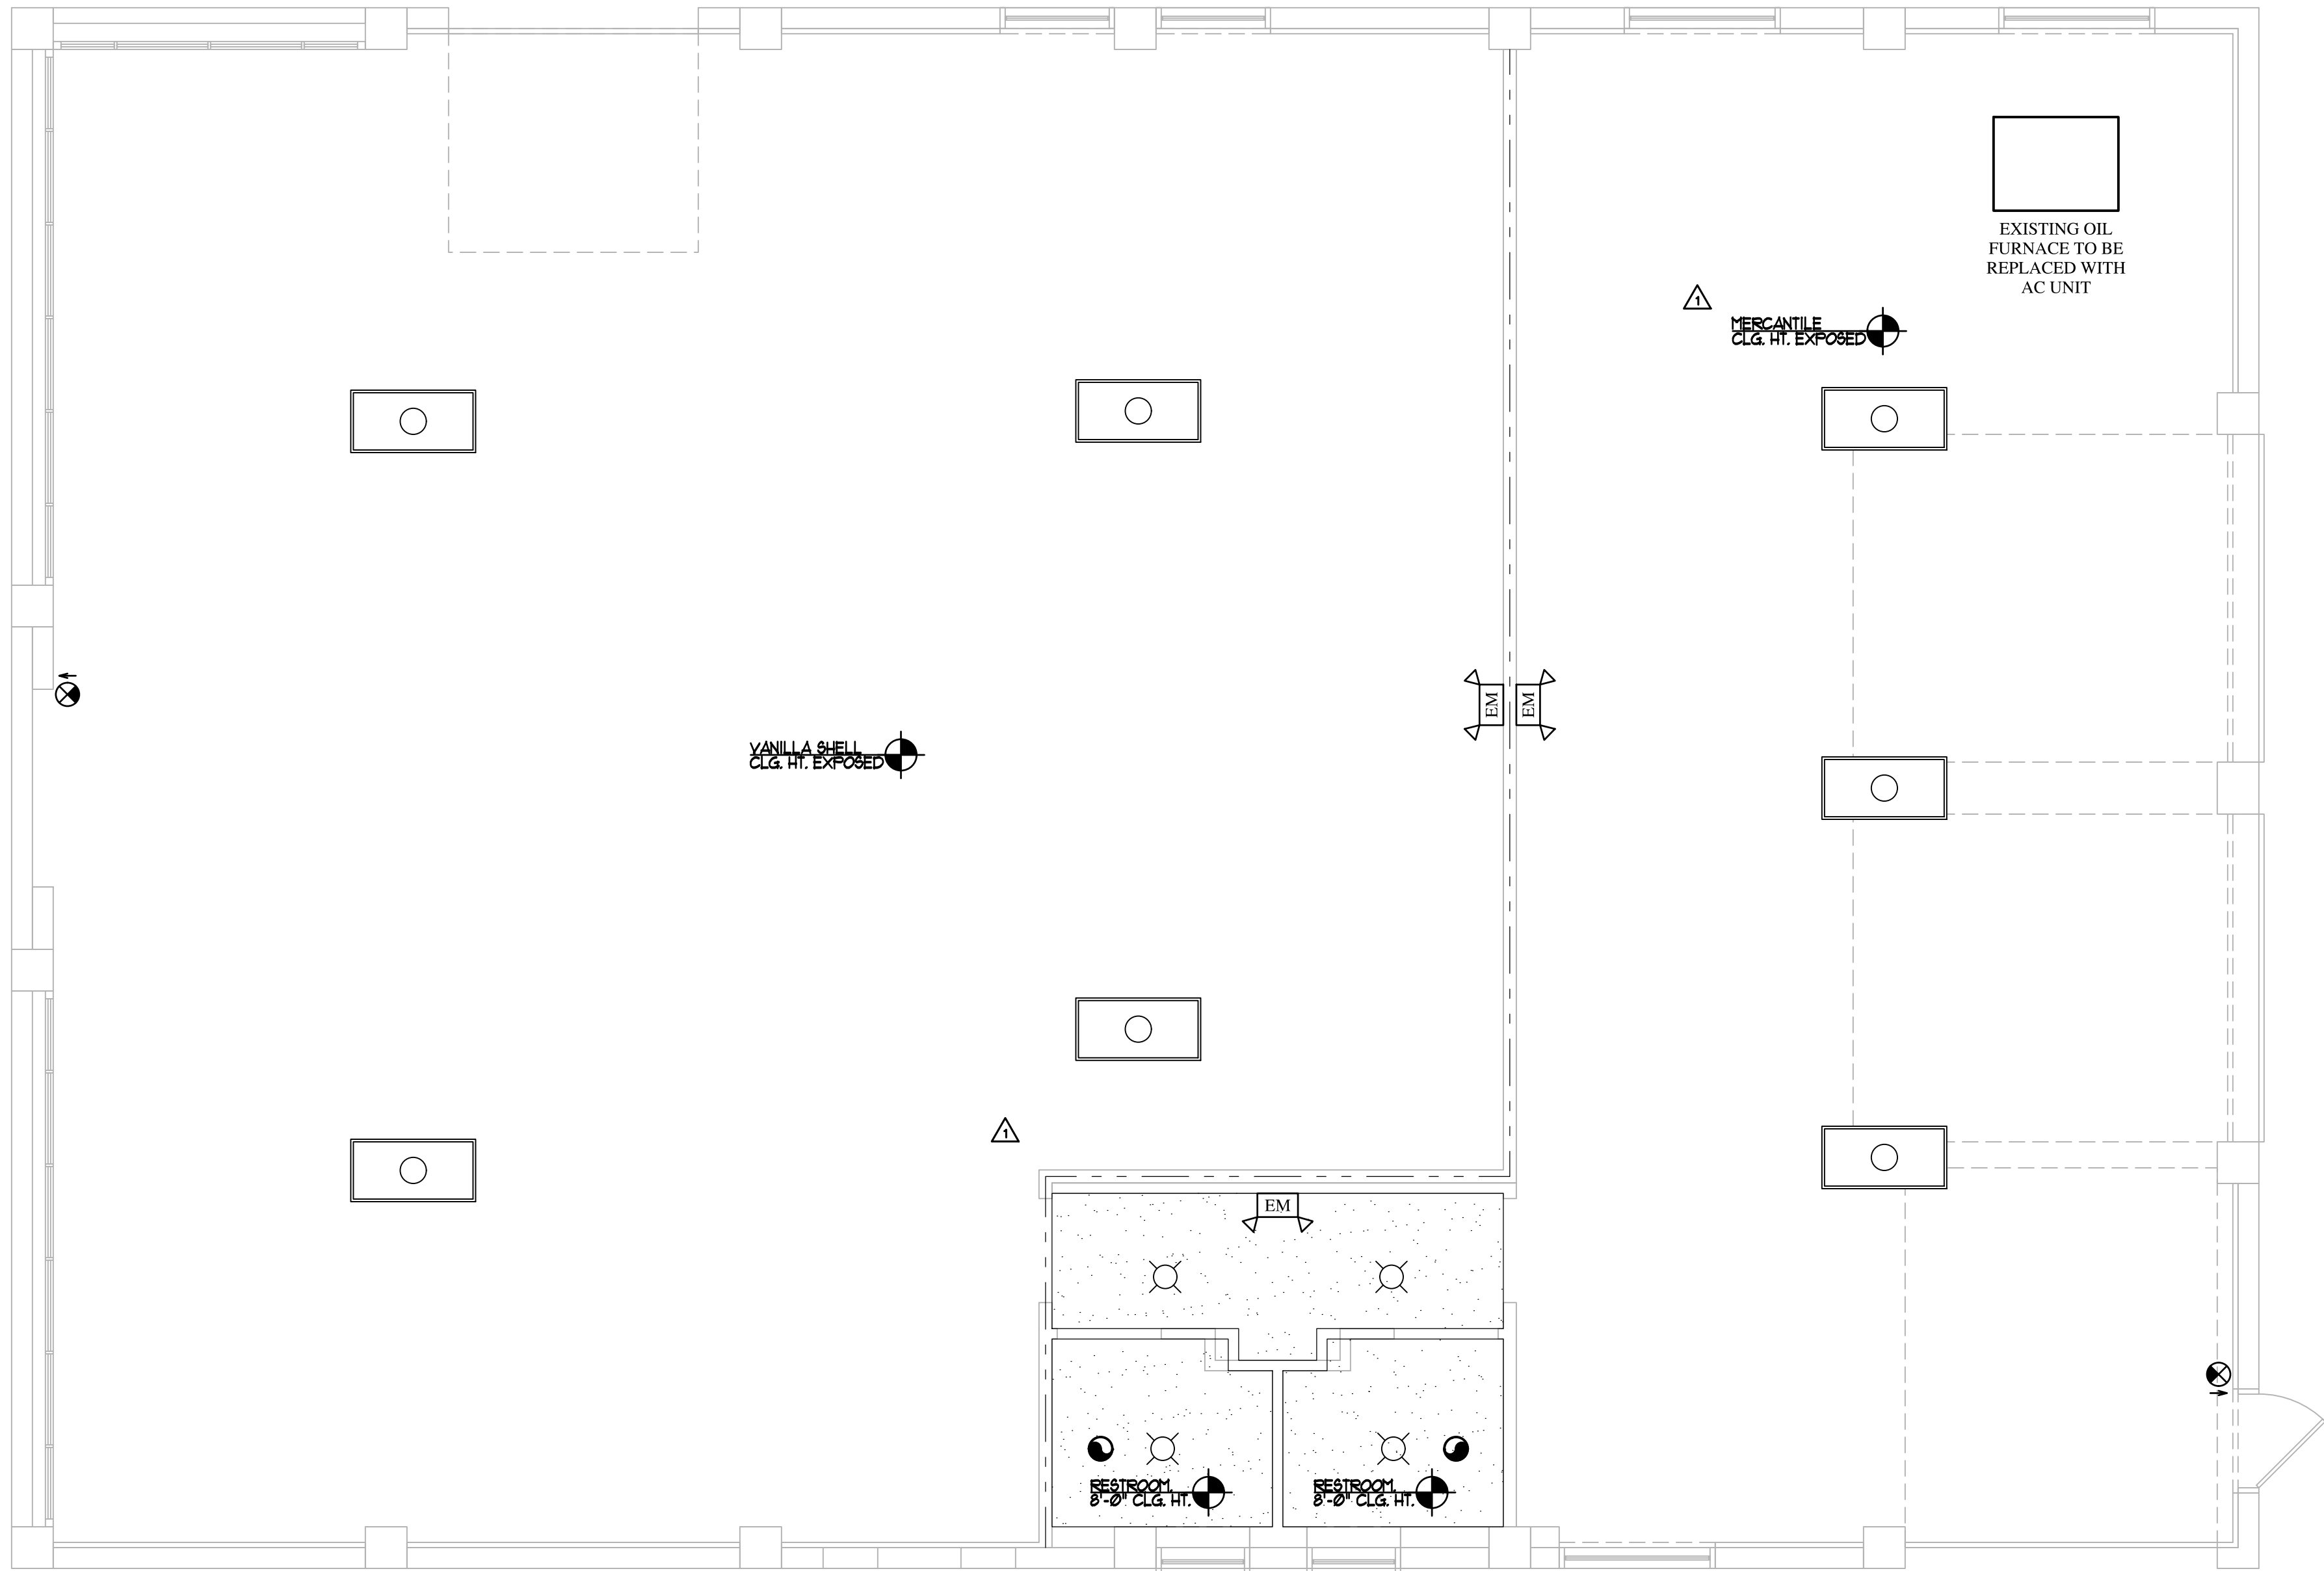 EXISTING OIL
FURNACE TO BE
REPLACED WITH
AC UNIT
1
MERCANTILE
CLG. HT. EXPOSED
EM
EM
VANILLA SHELL
CLG. HT. EXPOSED
1
EM
RESTROOM
8'-0" CLG. HT.
RESTROOM
8'-0" CLG. HT.